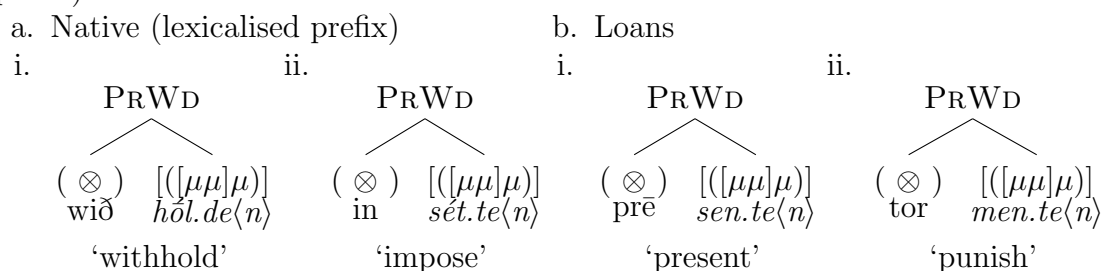 a. Native (lexicalised prefix) b. Loans
i. ii. i. ii.
PRWD PRWD PRWD PRWD
( ⊗ ) [([μμ]μ)] ( ⊗ ) [([μμ]μ)] ( ⊗ ) [([μμ]μ)] ( ⊗ ) [([μμ]μ)]
wið hól.de⟨n⟩ in sét.te⟨n⟩ prē sen.te⟨n⟩ tor men.te⟨n⟩
‘withhold’ ‘impose’ ‘present’ ‘punish’